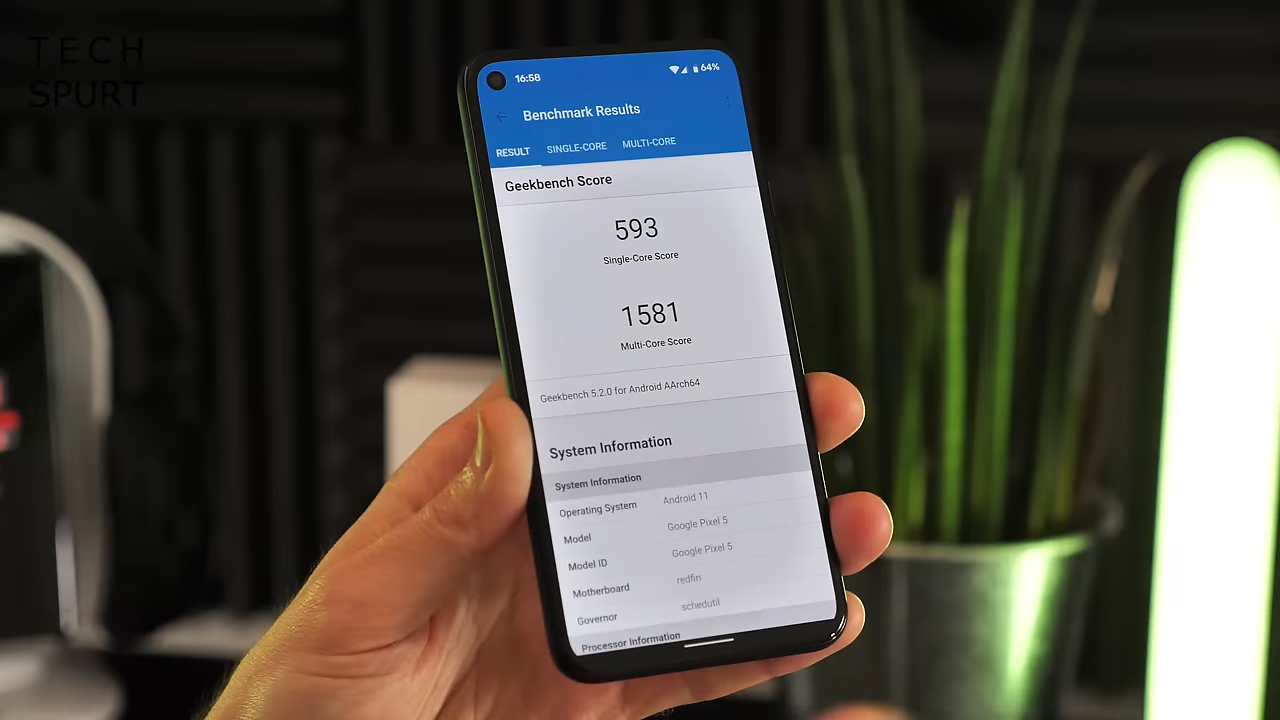 TECH
SPURT
16:58 64%
Benchmark Results
RESULT SINGLE-CORE MULTI-CORE
Geekbench Score
593
Single-Core Score
1581
Multi-Core Score
Geekbench 5.2.0 for Android AArch64
System Information
System Information
Operating System Android 11
Model Google Pixel 5
Model ID Google Pixel 5
Motherboard redfin
Governor schedutil
Processor Information